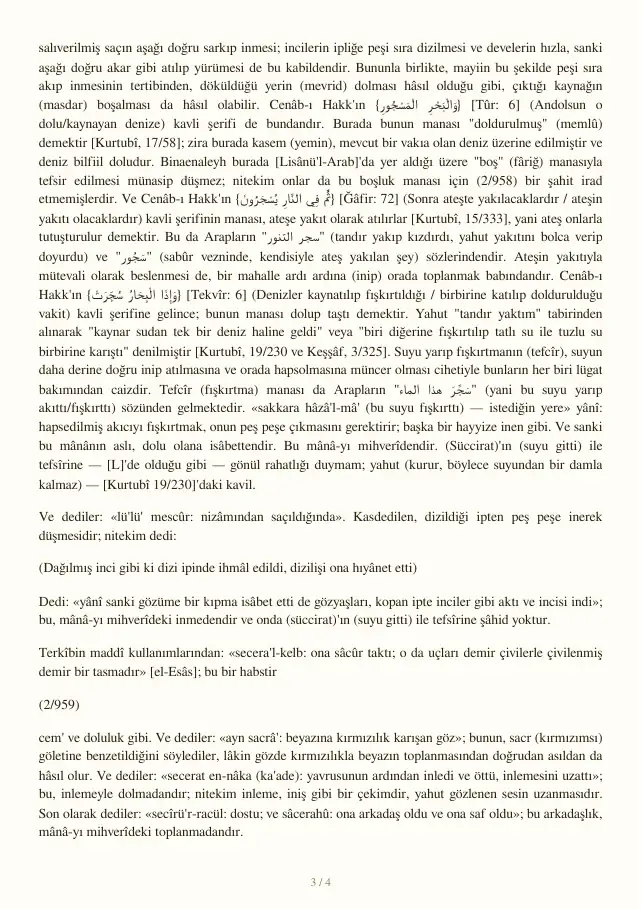 salıverilmiş saçın aşağı doğru sarkıp inmesi; incilerin ipliğe peşi sıra dizilmesi ve develerin hızla, sanki
aşağı doğru akar gibi atılıp yürümesi de bu kabildendir. Bununla birlikte, mayiin bu şekilde peşi sıra
akıp inmesinin tertibinden, döküldüğü yerin (mevrid) dolması hâsıl olduğu gibi, çıktığı kaynağın
(masdar) boşalması da hâsıl olabilir. Cenâb-ı Hakk'ın {وَالْبَحْرِ الْمَسْجُورِ} [Tûr: 6] (Andolsun o
dolu/kaynayan denize) kavli şerifi de bundandır. Burada bunun manası "doldurulmuş" (memlû)
demektir [Kurtubî, 17/58]; zira burada kasem (yemin), mevcut bir vakıa olan deniz üzerine edilmiştir ve
deniz bilfiil doludur. Binaenaleyh burada [Lisânü'l-Arab]'da yer aldığı üzere "boş" (fâriğ) manasıyla
tefsir edilmesi münasip düşmez; nitekim onlar da bu boşluk manası için (2/958) bir şahit irad
etmemişlerdir. Ve Cenâb-ı Hakk'ın {ثُمَّ فِي النَّارِ يُسْجَرُونَ} [Ğâfir: 72] (Sonra ateşte yakılacaklardır / ateşin
yakıtı olacaklardır) kavli şerifinin manası, ateşe yakıt olarak atılırlar [Kurtubî, 15/333], yani ateş onlarla
tutuşturulur demektir. Bu da Arapların "سجر التنور" (tandır yakıp kızdırdı, yahut yakıtını bolca verip
doyurdu) ve "سَجُور" (sabûr vezninde, kendisiyle ateş yakılan şey) sözlerindendir. Ateşin yakıtıyla
mütevali olarak beslenmesi de, bir mahalle ardı ardına (inip) orada toplanmak babındandır. Cenâb-ı
Hakk'ın {وَإِذَا الْبِحَارُ سُجِّرَتْ} [Tekvîr: 6] (Denizler kaynatılıp fışkırtıldığı / birbirine katılıp doldurulduğu
vakit) kavli şerifine gelince; bunun manası dolup taştı demektir. Yahut "tandır yaktım" tabirinden
alınarak "kaynar sudan tek bir deniz haline geldi" veya "biri diğerine fışkırtılıp tatlı su ile tuzlu su
birbirine karıştı" denilmiştir [Kurtubî, 19/230 ve Keşşâf, 3/325]. Suyu yarıp fışkırtmanın (tefcîr), suyun
daha derine doğru inip atılmasına ve orada hapsolmasına müncer olması cihetiyle bunların her biri lügat
bakımından caizdir. Tefcîr (fışkırtma) manası da Arapların "سَجَّرَ هذا الماء" (yani bu suyu yarıp
akıttı/fışkırttı) sözünden gelmektedir. «sakkara hâzâ'l-mâ' (bu suyu fışkırttı) — istediğin yere» yânî:
hapsedilmiş akıcıyı fışkırtmak, onun peş peşe çıkmasını gerektirir; başka bir hayyize inen gibi. Ve sanki
bu mânânın aslı, dolu olana isâbettendir. Bu mânâ-yı mihverîdendir. (Süccirat)'ın (suyu gitti) ile
tefsîrine — [L]'de olduğu gibi — gönül rahatlığı duymam; yahut (kurur, böylece suyundan bir damla
kalmaz) — [Kurtubî 19/230]'daki kavil.
Ve dediler: «lü'lü' mescûr: nizâmından saçıldığında». Kasdedilen, dizildiği ipten peş peşe inerek
düşmesidir; nitekim dedi:
(Dağılmış inci gibi ki dizi ipinde ihmâl edildi, dizilişi ona hıyânet etti)
Dedi: «yânî sanki gözüme bir kıpma isâbet etti de gözyaşları, kopan ipte inciler gibi aktı ve incisi indi»;
bu, mânâ-yı mihverîdeki inmedendir ve onda (süccirat)'ın (suyu gitti) ile tefsîrine şâhid yoktur.
Terkîbin maddî kullanımlarından: «secera'l-kelb: ona sâcûr taktı; o da uçları demir çivilerle çivilenmiş
demir bir tasmadır» [el-Esâs]; bu bir habstir
(2/959)
cem' ve doluluk gibi. Ve dediler: «ayn sacrâ': beyazına kırmızılık karışan göz»; bunun, sacr (kırmızımsı)
göletine benzetildiğini söylediler, lâkin gözde kırmızılıkla beyazın toplanmasından doğrudan asıldan da
hâsıl olur. Ve dediler: «secerat en-nâka (ka'ade): yavrusunun ardından inledi ve öttü, inlemesini uzattı»;
bu, inlemeyle dolmadandır; nitekim inleme, iniş gibi bir çekimdir, yahut gözlenen sesin uzanmasıdır.
Son olarak dediler: «secîrü'r-racül: dostu; ve sâcerahû: ona arkadaş oldu ve ona saf oldu»; bu arkadaşlık,
mânâ-yı mihverîdeki toplanmadandır.
3 / 4